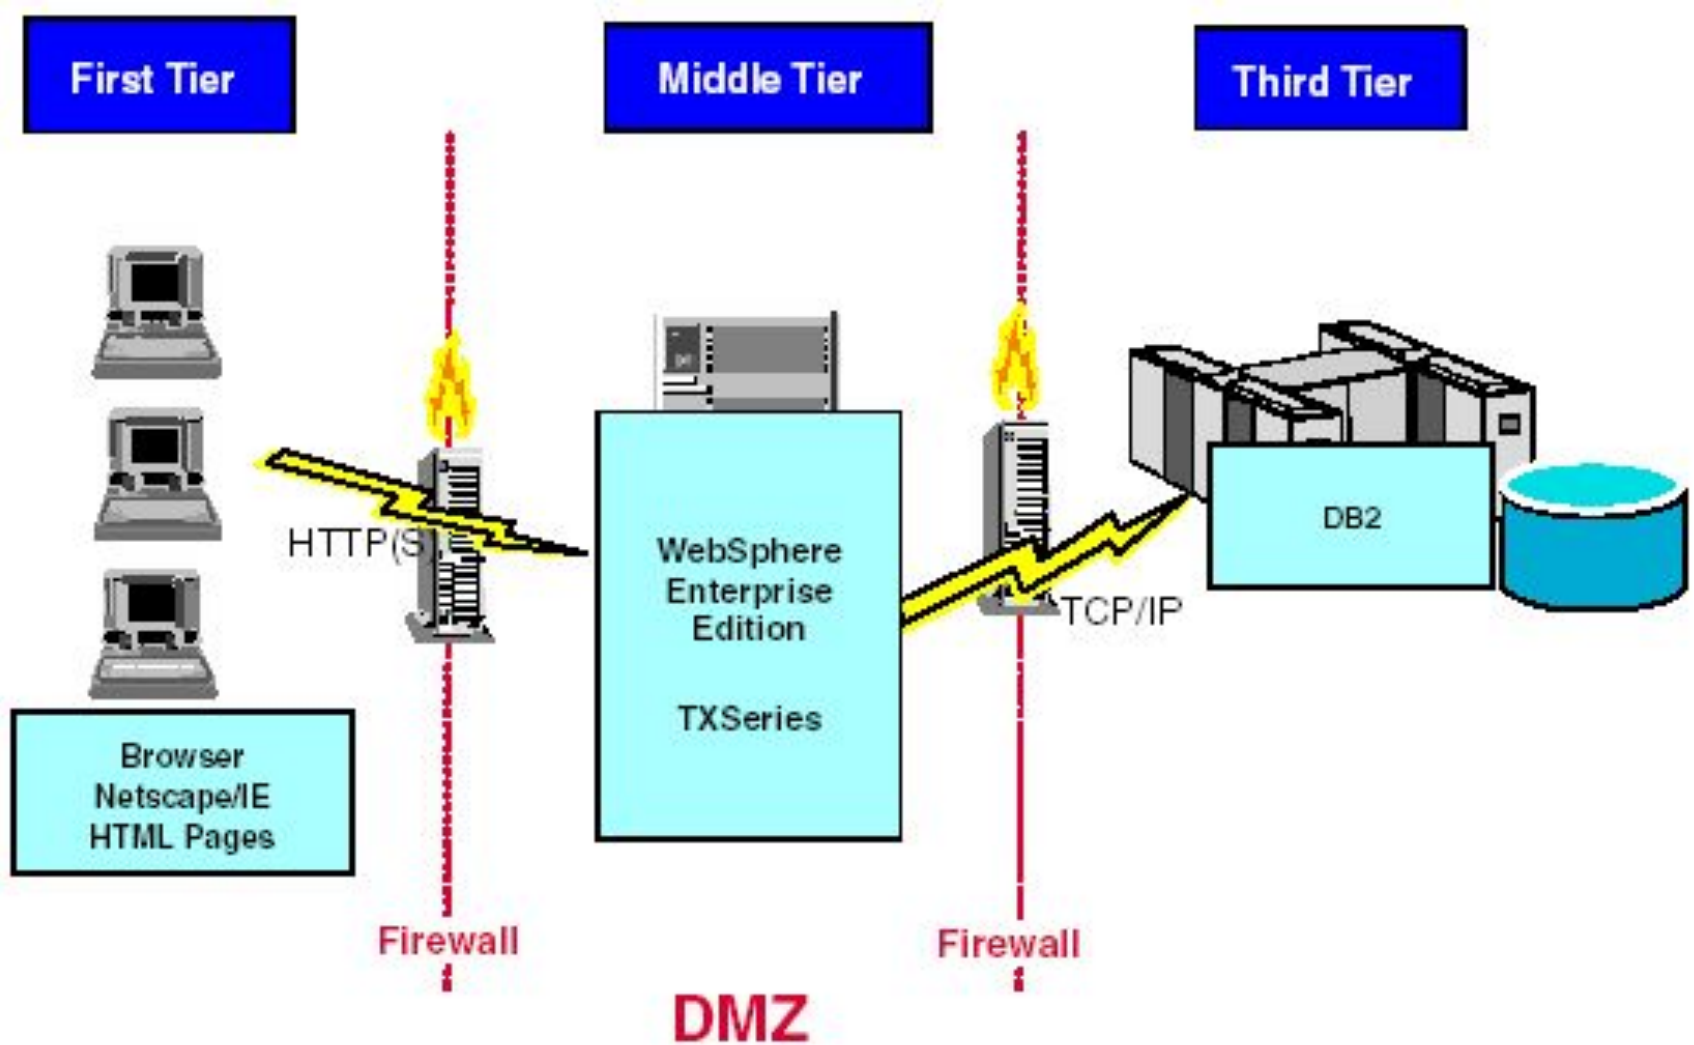 First Tier
Middle Tier
Third Tier
HTTP(S)
WebSphere
Enterprise
Edition
TXSeries
TCP/IP
DB2
Browser
Netscape/IE
HTML Pages
Firewall
Firewall
DMZ